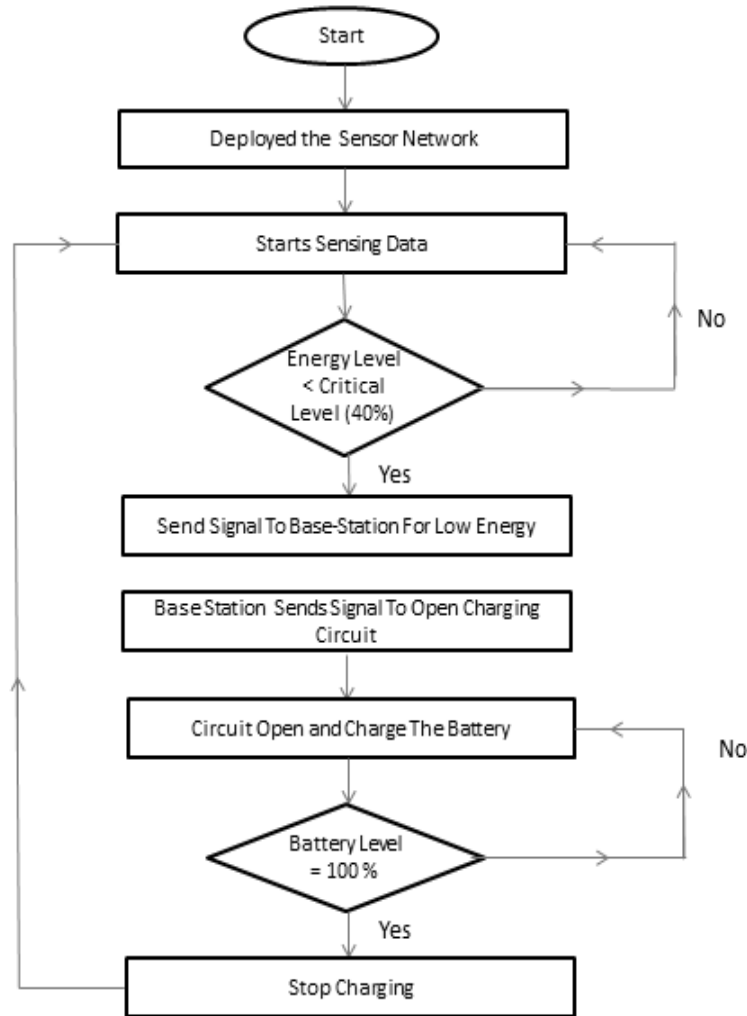 Start
Deployed the Sensor Network
Starts Sensing Data
No
Energy Level
< Critical
Level (40%)
Yes
Send Signal To Base-Station For Low Energy
Base Station Sends Signal To Open Charging
Circuit
Circuit Open and Charge The Battery
No
Battery Level
= 100 %
Yes
Stop Charging